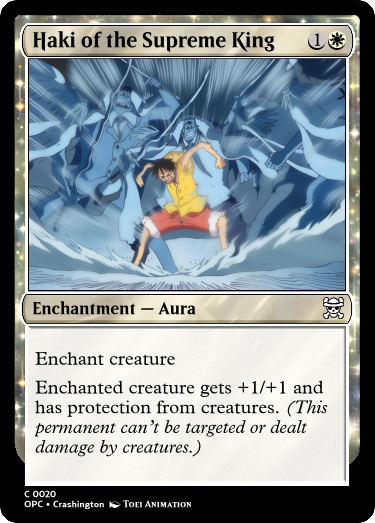 Haki of the Supreme King 1
Enchantment — Aura
Enchant creature
Enchanted creature gets +1/+1 and
has protection from creatures. (This
permanent can't be targeted or dealt
damage by creatures.)
C 0020
OPC • Crashington Toei Animation